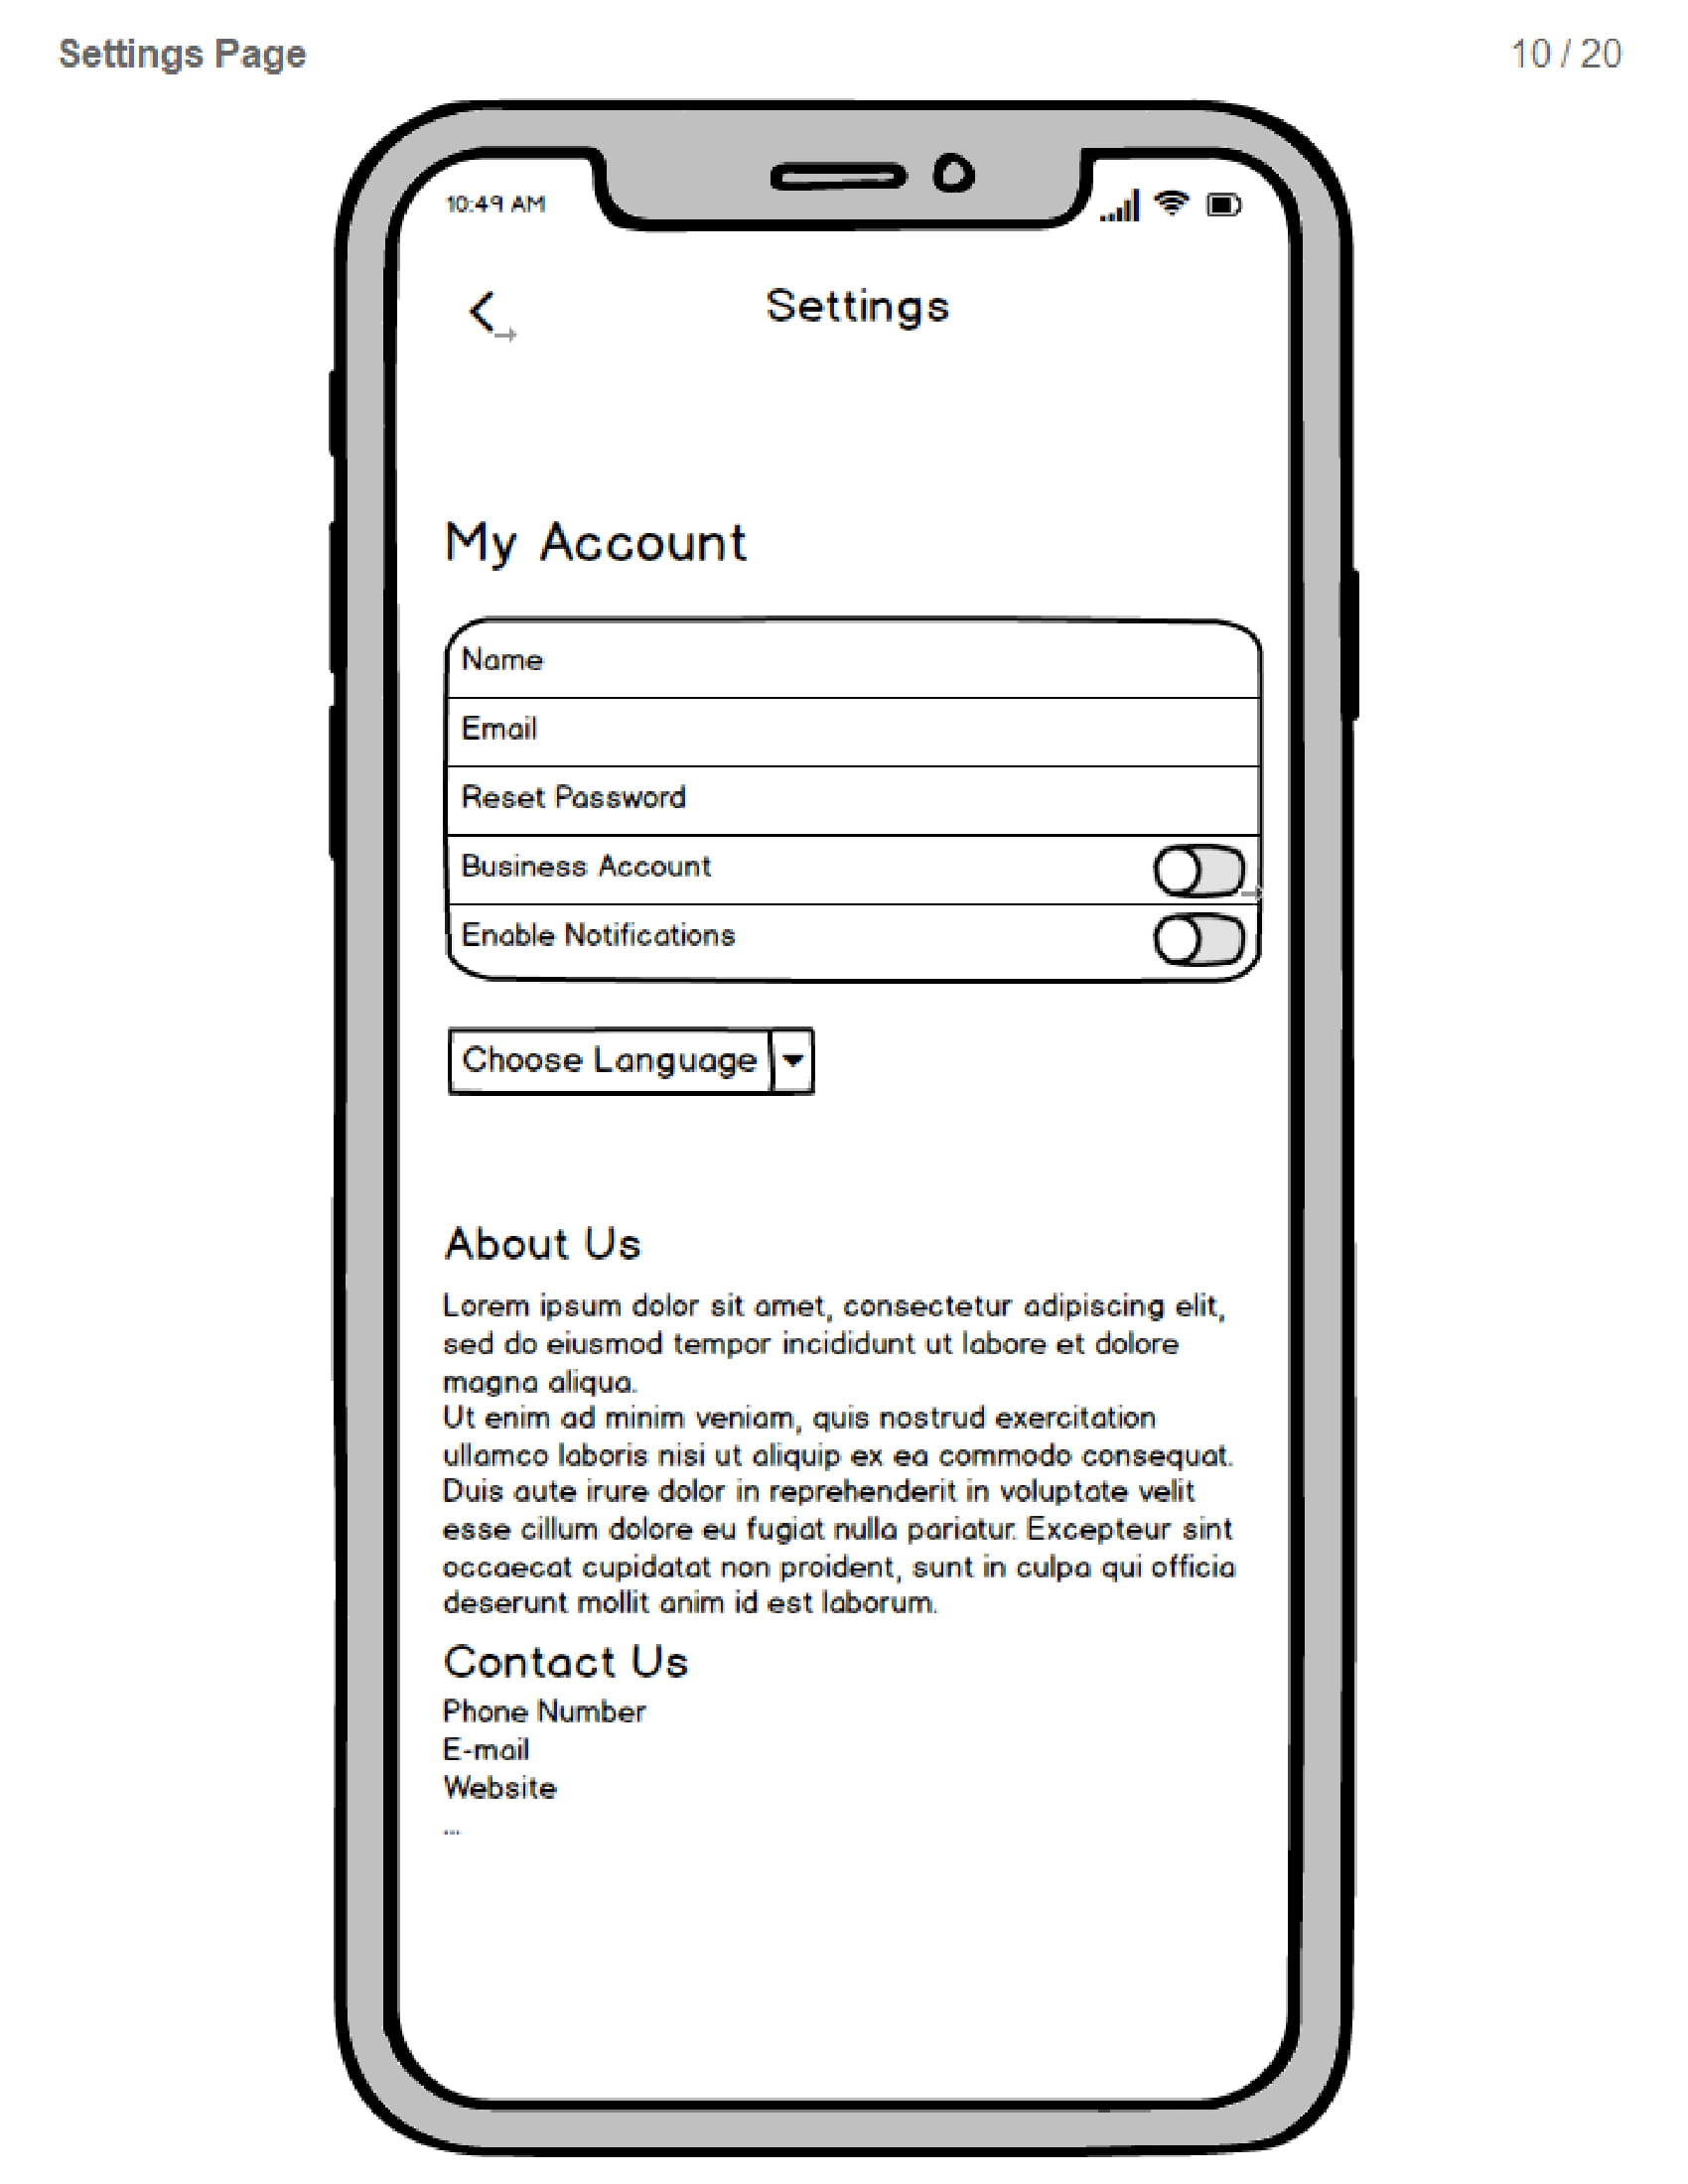 Settings Page
10 / 20
10:49 AM
Settings
My Account
Name
Email
Reset Password
Business Account
Enable Notifications
Choose Language
About Us
Lorem ipsum dolor sit amet, consectetur adipiscing elit,
sed do eiusmod tempor incididunt ut labore et dolore
magna aliqua.
Ut enim ad minim veniam, quis nostrud exercitation
ullamco laboris nisi ut aliquip ex ea commodo consequat.
Duis aute irure dolor in reprehenderit in voluptate velit
esse cillum dolore eu fugiat nulla pariatur. Excepteur sint
occaecat cupidatat non proident, sunt in culpa qui officia
deserunt mollit anim id est laborum.
Contact Us
Phone Number
E-mail
Website
...